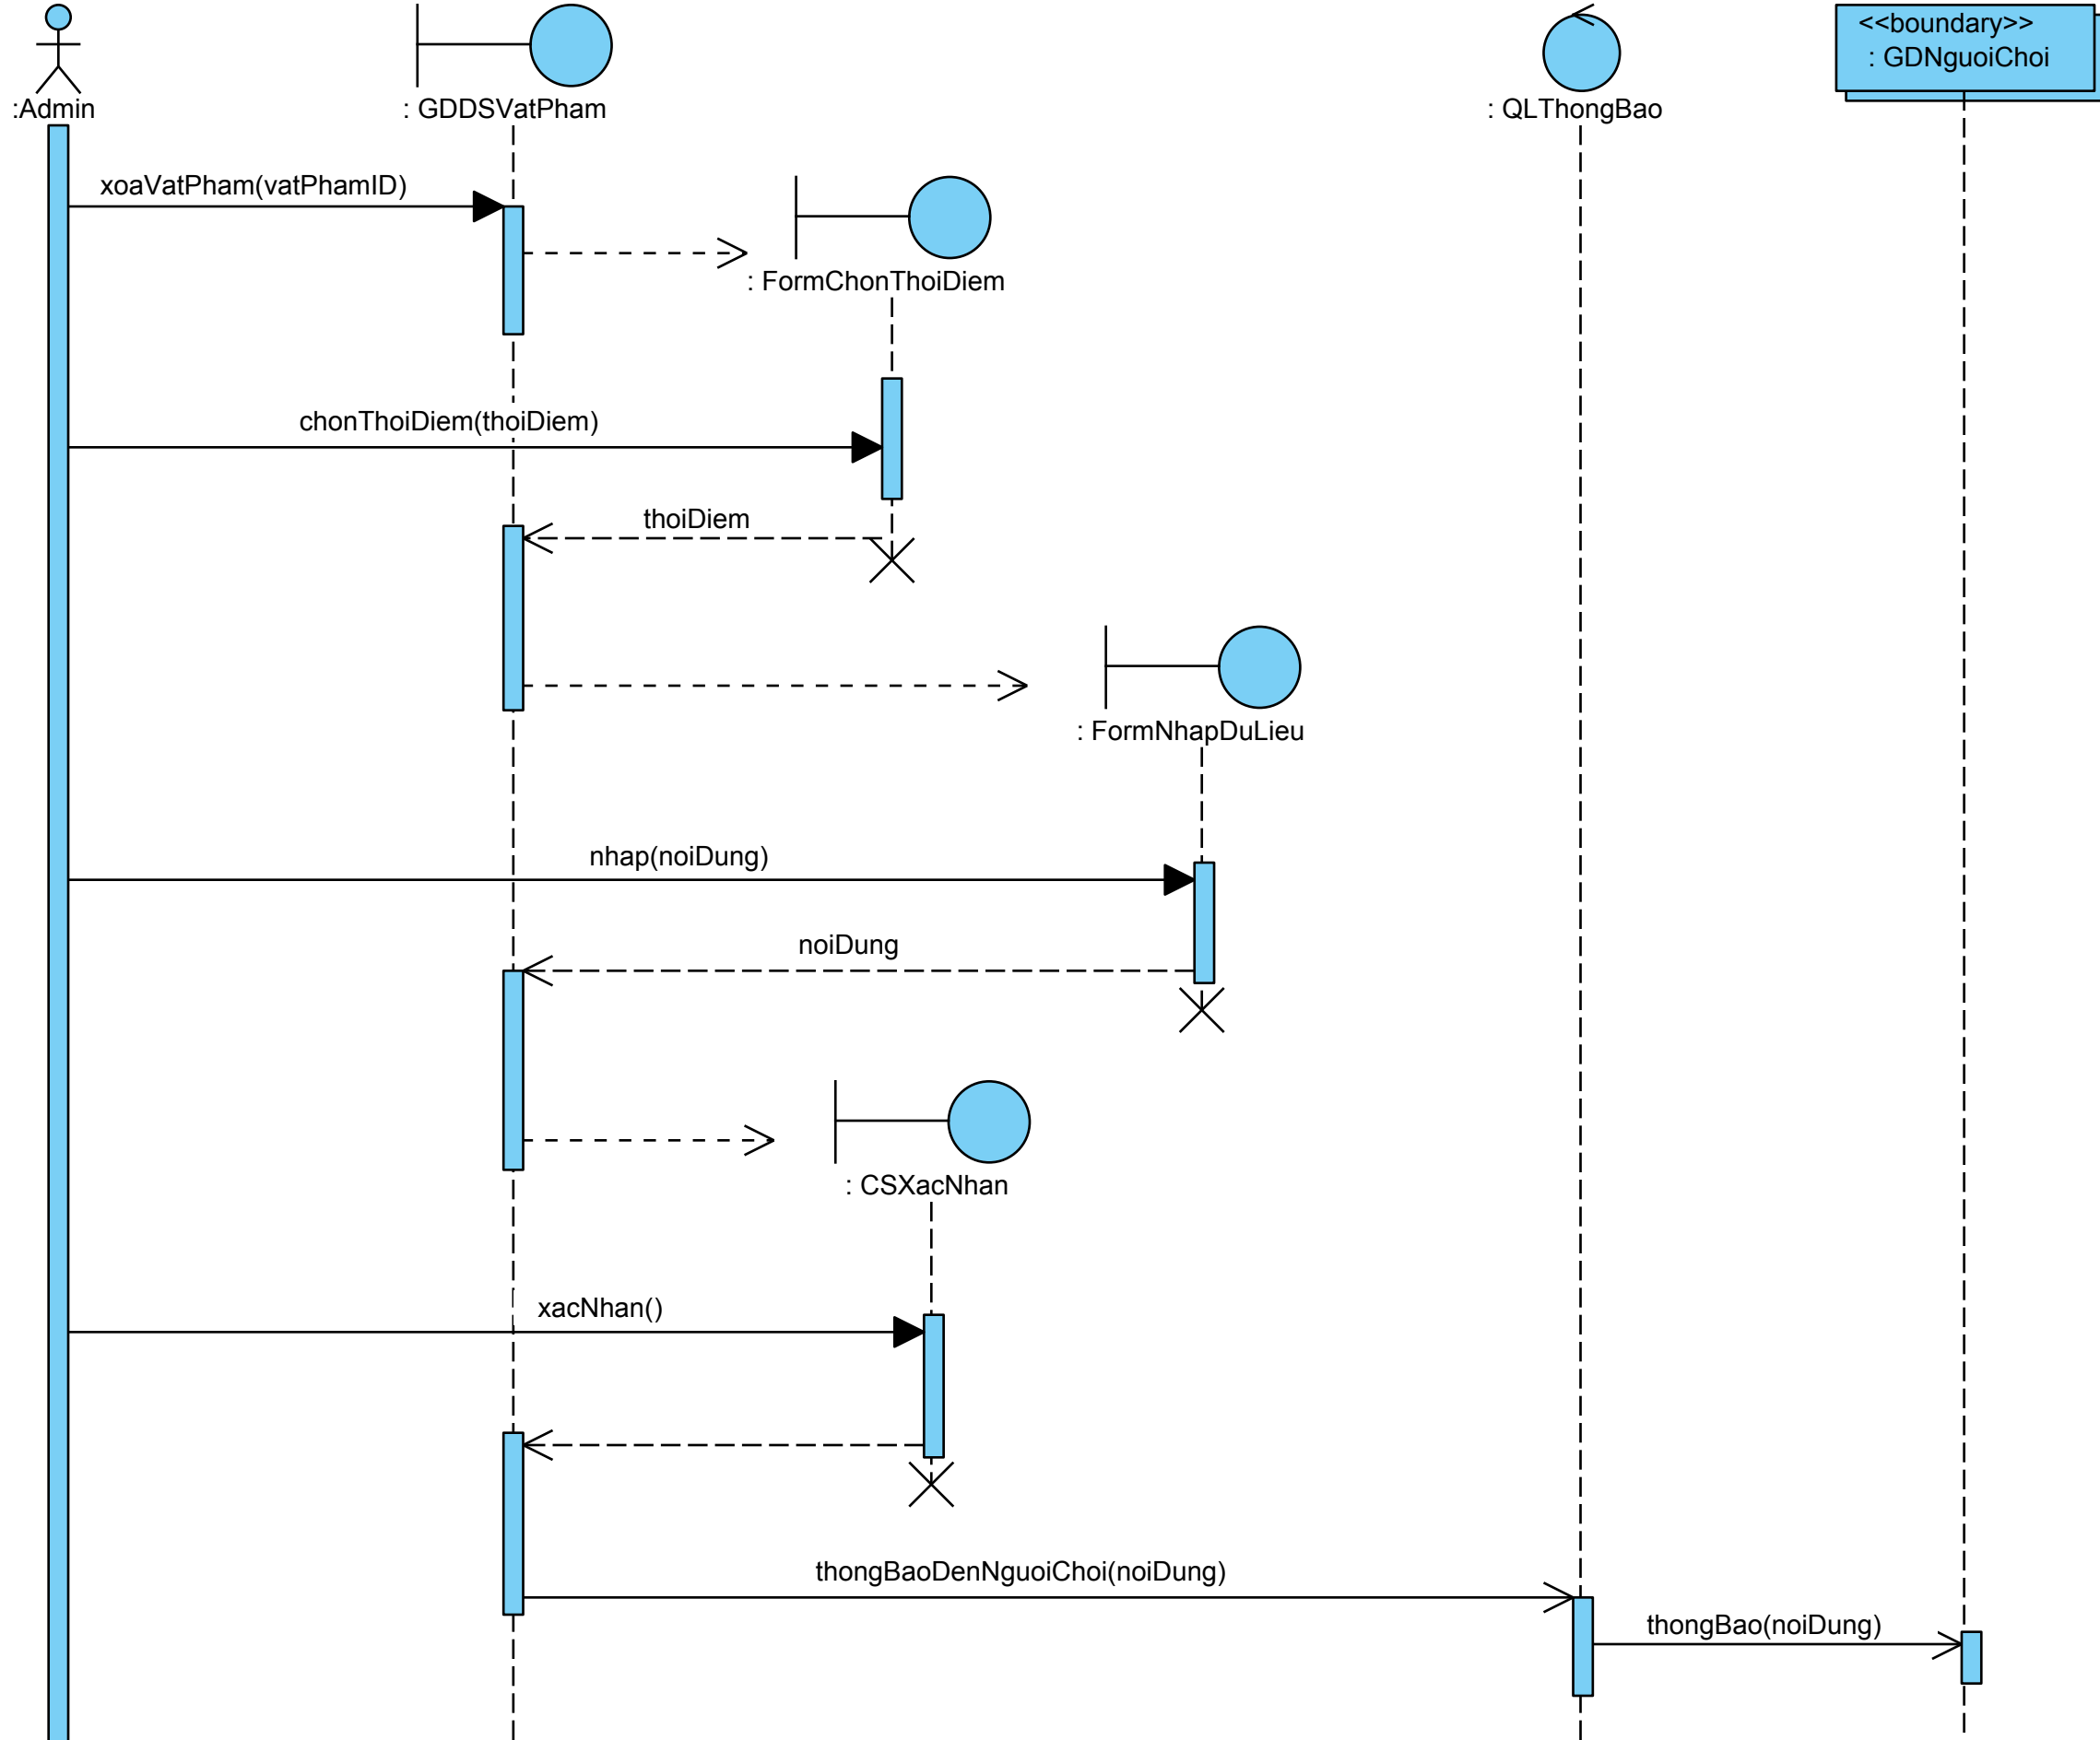 :Admin
: GDDSVatPham
: QLThongBao
<<boundary>>
: GDNguoiChoi
xoaVatPham(vatPhamID)
: FormChonThoiDiem
chonThoiDiem(thoiDiem)
thoiDiem
: FormNhapDuLieu
nhap(noiDung)
noiDung
: CSXacNhan
xacNhan()
thongBaoDenNguoiChoi(noiDung)
thongBao(noiDung)